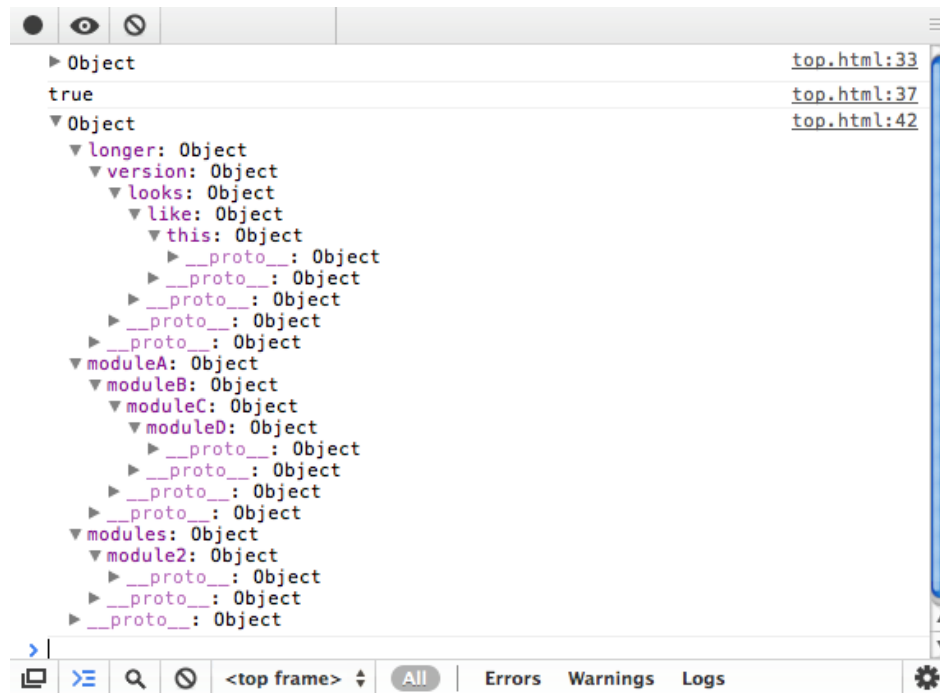 Object top.html:33
true top.html:37
Object top.html:42
longer: Object
version: Object
looks: Object
like: Object
this: Object
__proto__: Object
__proto__: Object
__proto__: Object
__proto__: Object
__proto__: Object
moduleA: Object
moduleB: Object
moduleC: Object
moduleD: Object
__proto__: Object
__proto__: Object
__proto__: Object
__proto__: Object
modules: Object
module2: Object
__proto__: Object
__proto__: Object
__proto__: Object
<top frame> All Errors Warnings Logs